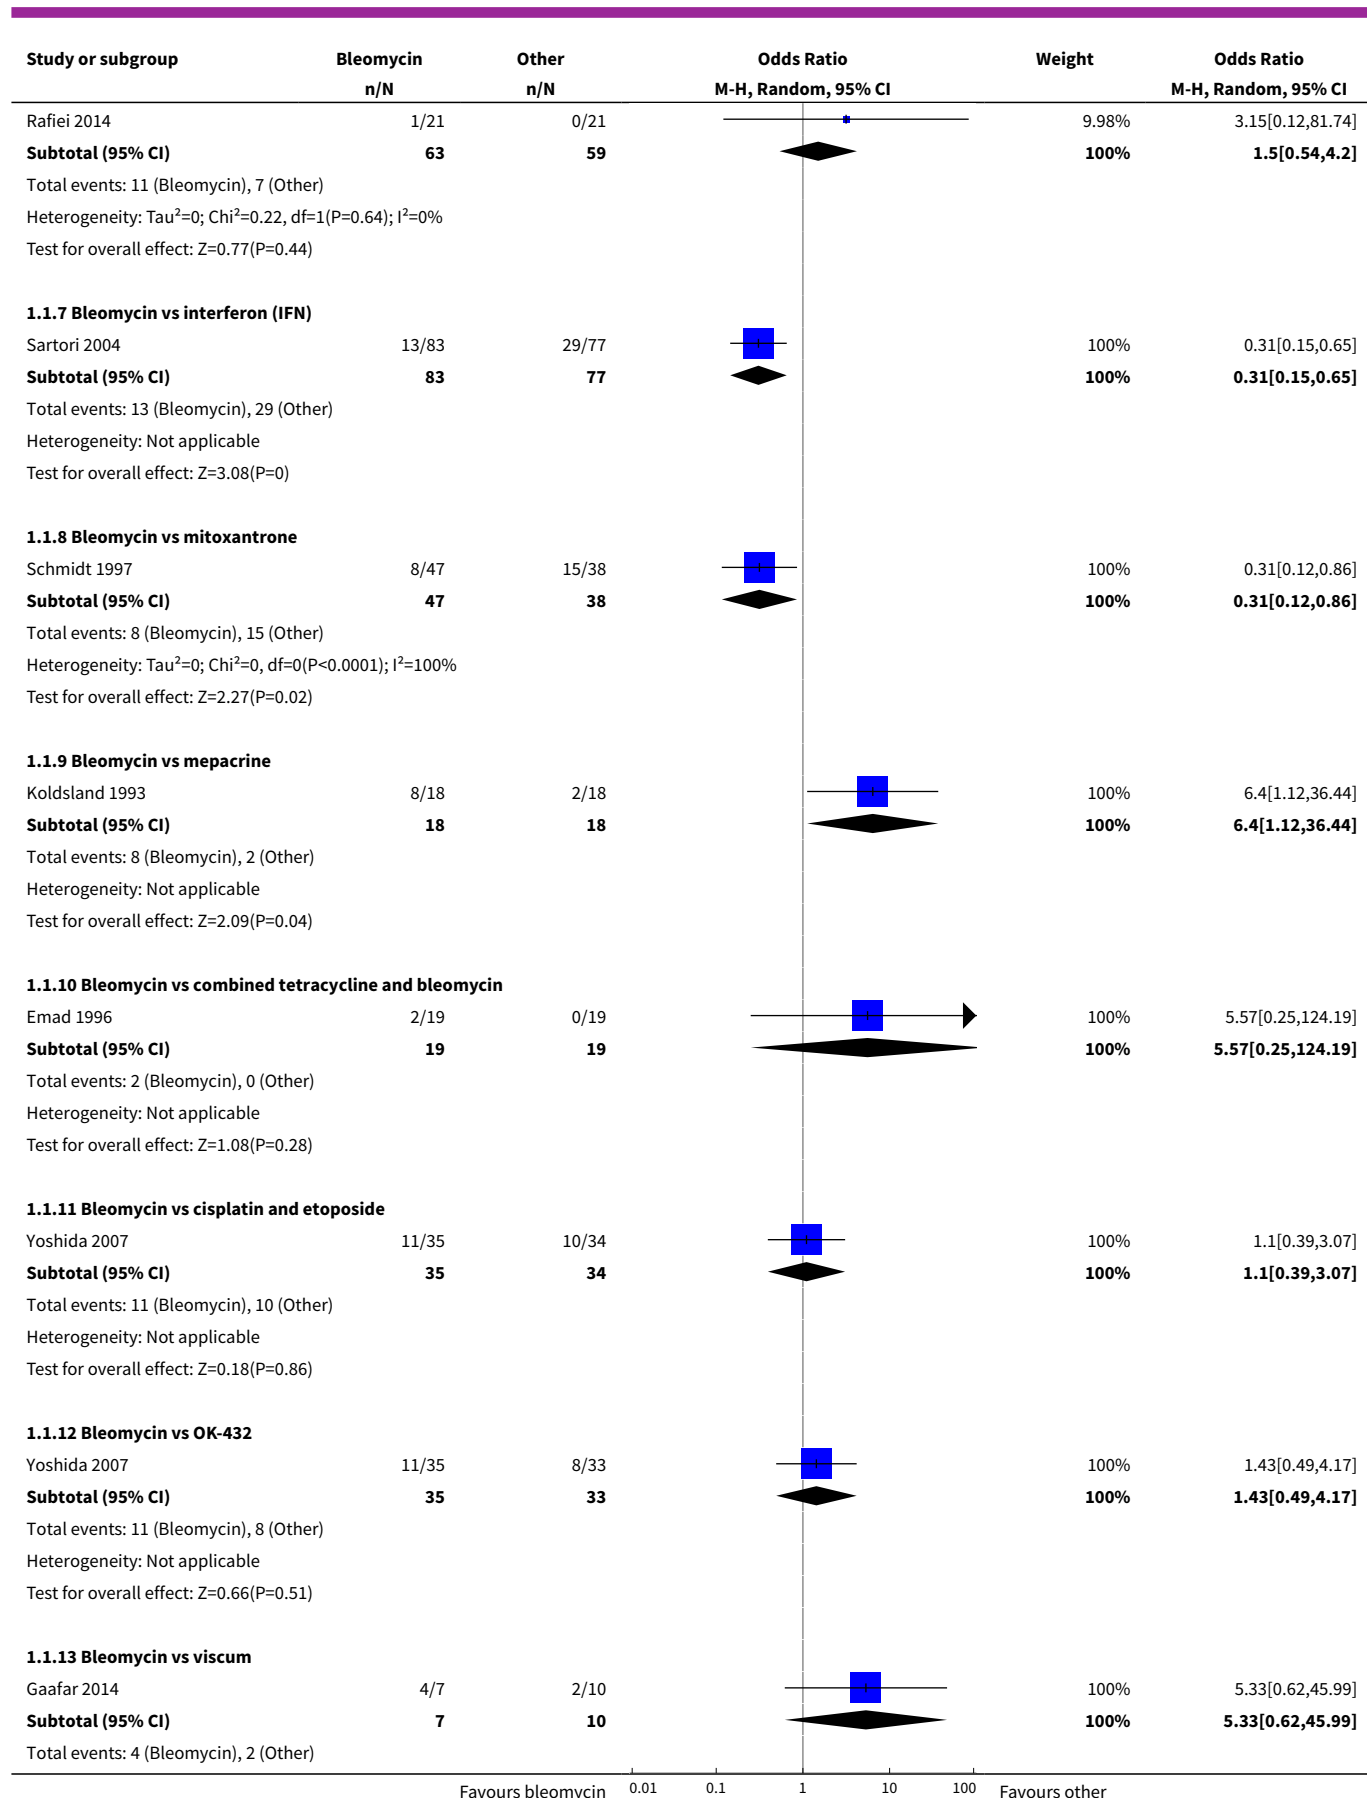 Study or subgroup Bleomycin Other Odds Ratio Weight Odds Ratio
n/N n/N M-H, Random, 95% CI M-H, Random, 95% CI
Rafiei 2014 1/21 0/21 9.98% 3.15[0.12,81.74]
Subtotal (95% CI) 63 59 100% 1.5[0.54,4.2]
Total events: 11 (Bleomycin), 7 (Other)
Heterogeneity: Tau²=0; Chi²=0.22, df=1(P=0.64); I²=0%
Test for overall effect: Z=0.77(P=0.44)
1.1.7 Bleomycin vs interferon (IFN)
Sartori 2004 13/83 29/77 100% 0.31[0.15,0.65]
Subtotal (95% CI) 83 77 100% 0.31[0.15,0.65]
Total events: 13 (Bleomycin), 29 (Other)
Heterogeneity: Not applicable
Test for overall effect: Z=3.08(P=0)
1.1.8 Bleomycin vs mitoxantrone
Schmidt 1997 8/47 15/38 100% 0.31[0.12,0.86]
Subtotal (95% CI) 47 38 100% 0.31[0.12,0.86]
Total events: 8 (Bleomycin), 15 (Other)
Heterogeneity: Tau²=0; Chi²=0, df=0(P<0.0001); I²=100%
Test for overall effect: Z=2.27(P=0.02)
1.1.9 Bleomycin vs mepacrine
Koldsland 1993 8/18 2/18 100% 6.4[1.12,36.44]
Subtotal (95% CI) 18 18 100% 6.4[1.12,36.44]
Total events: 8 (Bleomycin), 2 (Other)
Heterogeneity: Not applicable
Test for overall effect: Z=2.09(P=0.04)
1.1.10 Bleomycin vs combined tetracycline and bleomycin
Emad 1996 2/19 0/19 100% 5.57[0.25,124.19]
Subtotal (95% CI) 19 19 100% 5.57[0.25,124.19]
Total events: 2 (Bleomycin), 0 (Other)
Heterogeneity: Not applicable
Test for overall effect: Z=1.08(P=0.28)
1.1.11 Bleomycin vs cisplatin and etoposide
Yoshida 2007 11/35 10/34 100% 1.1[0.39,3.07]
Subtotal (95% CI) 35 34 100% 1.1[0.39,3.07]
Total events: 11 (Bleomycin), 10 (Other)
Heterogeneity: Not applicable
Test for overall effect: Z=0.18(P=0.86)
1.1.12 Bleomycin vs OK-432
Yoshida 2007 11/35 8/33 100% 1.43[0.49,4.17]
Subtotal (95% CI) 35 33 100% 1.43[0.49,4.17]
Total events: 11 (Bleomycin), 8 (Other)
Heterogeneity: Not applicable
Test for overall effect: Z=0.66(P=0.51)
1.1.13 Bleomycin vs viscum
Gaafar 2014 4/7 2/10 100% 5.33[0.62,45.99]
Subtotal (95% CI) 7 10 100% 5.33[0.62,45.99]
Total events: 4 (Bleomycin), 2 (Other)
Favours bleomycin 0.01 0.1 1 10 100 Favours other